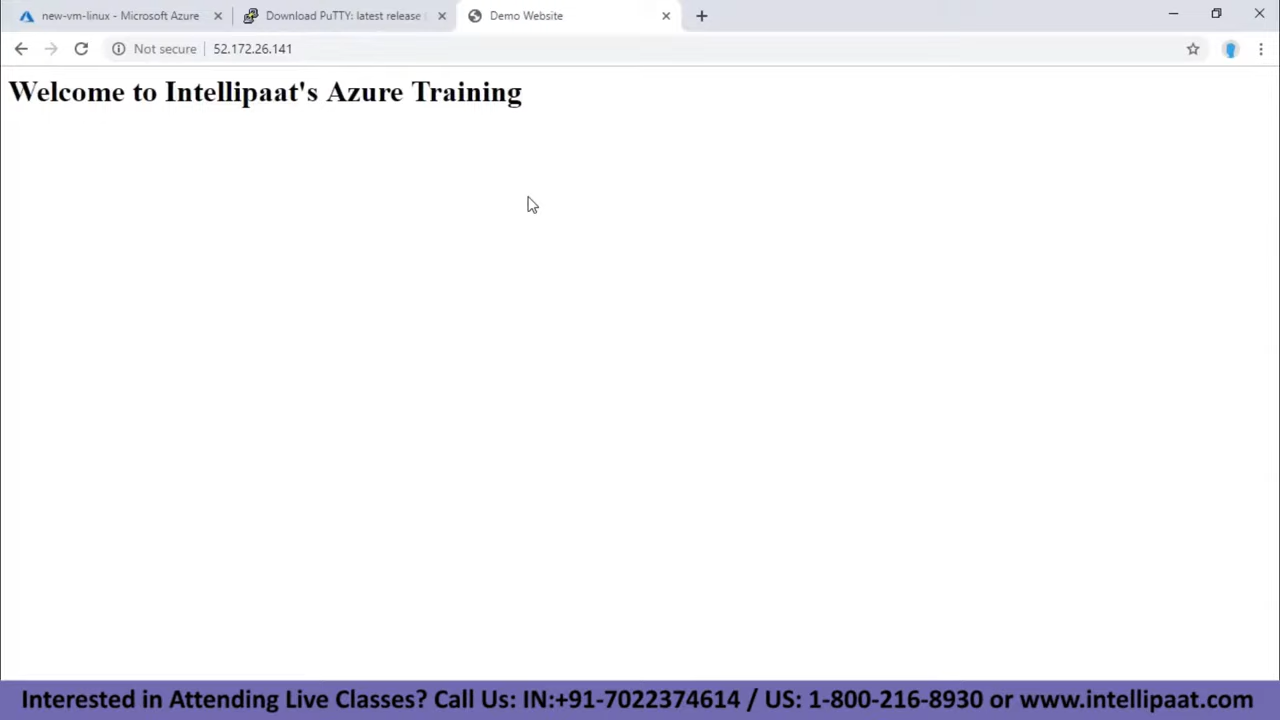 new-vm-linux - Microsoft Azure
Download PuTTY: latest release
Demo Website
Not secure
52.172.26.141
Welcome to Intellipaat's Azure Training
Interested in Attending Live Classes? Call Us: IN:+91-7022374614 / US: 1-800-216-8930 or www.intellipaat.com